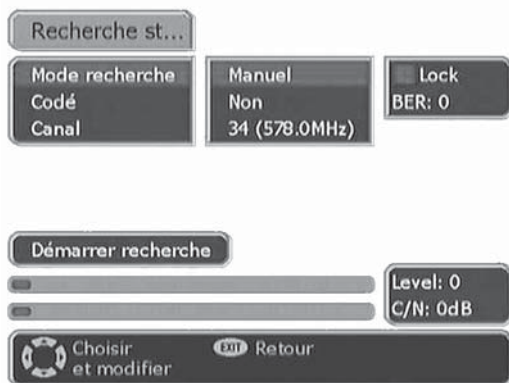 Recherche st...
Mode recherche
Manuel
Lock
Codé
Non
BER: 0
Canal
34 (578.0MHz)
Démarrer recherche
Level: 0
C/N: 0dB
Choisir
et modifier
EXIT Retour